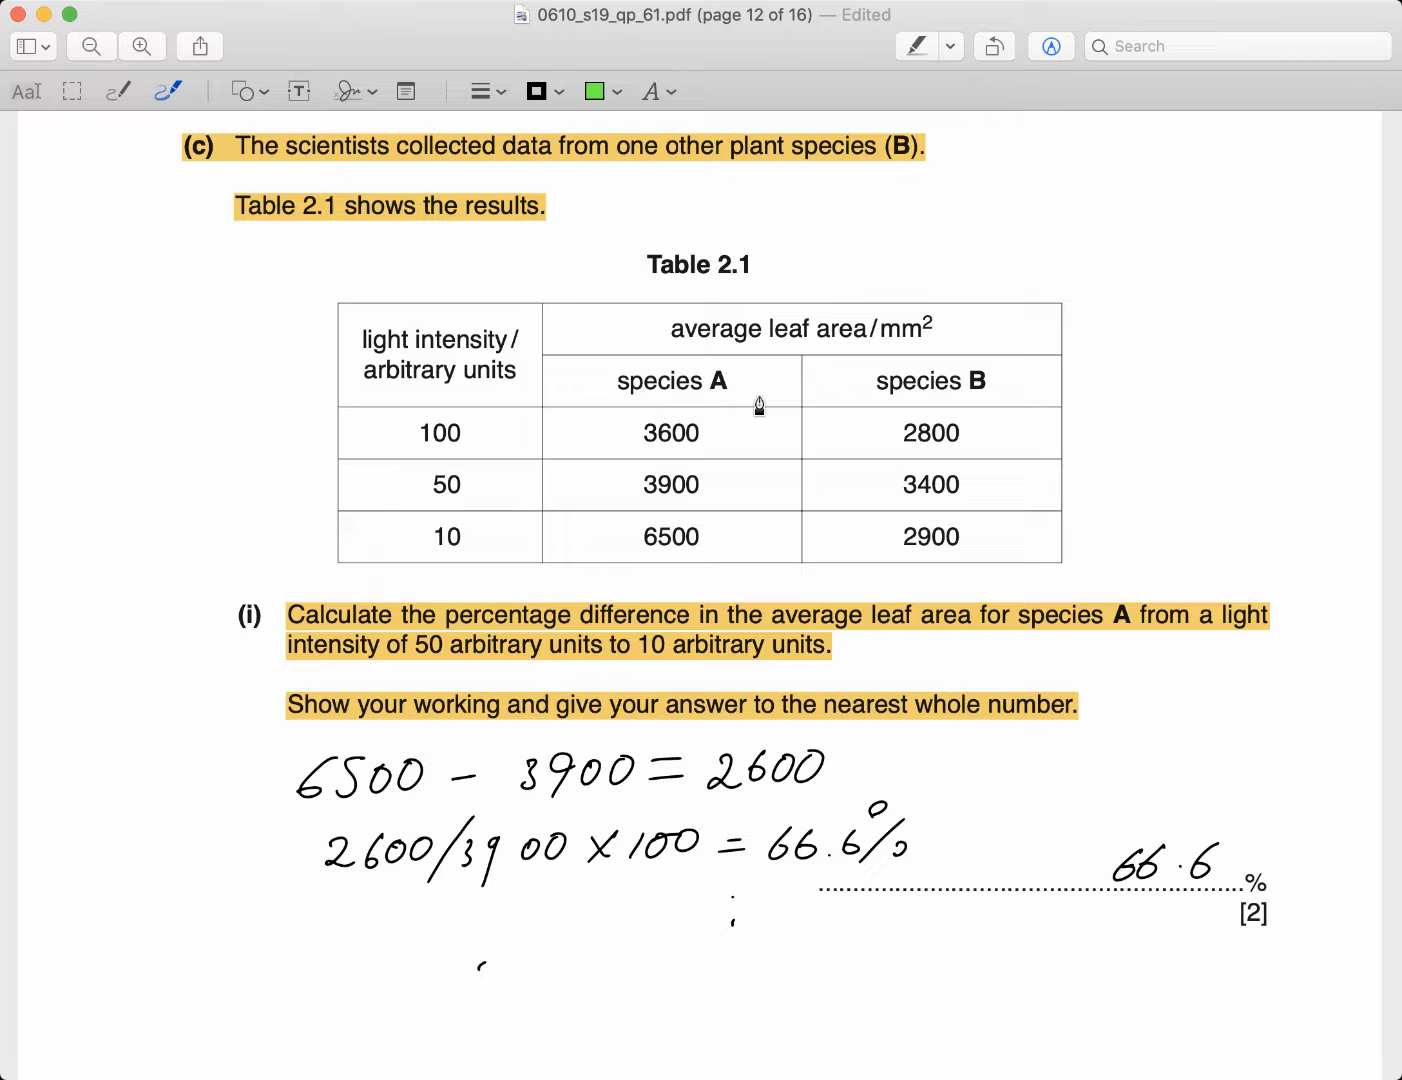 0610_s19_qp_61.pdf (page 12 of 16) — Edited
Search
AaI T A
(c) The scientists collected data from one other plant species (B).
Table 2.1 shows the results.
Table 2.1
light intensity/ arbitrary units
average leaf area/mm²
species A species B
100 3600 2800
50 3900 3400
10 6500 2900
(i) Calculate the percentage difference in the average leaf area for species A from a light
intensity of 50 arbitrary units to 10 arbitrary units.
Show your working and give your answer to the nearest whole number.
6500 - 3900 = 2600
2600/3900 × 100 = 66.6%
66.6
....................................................................%
[2]